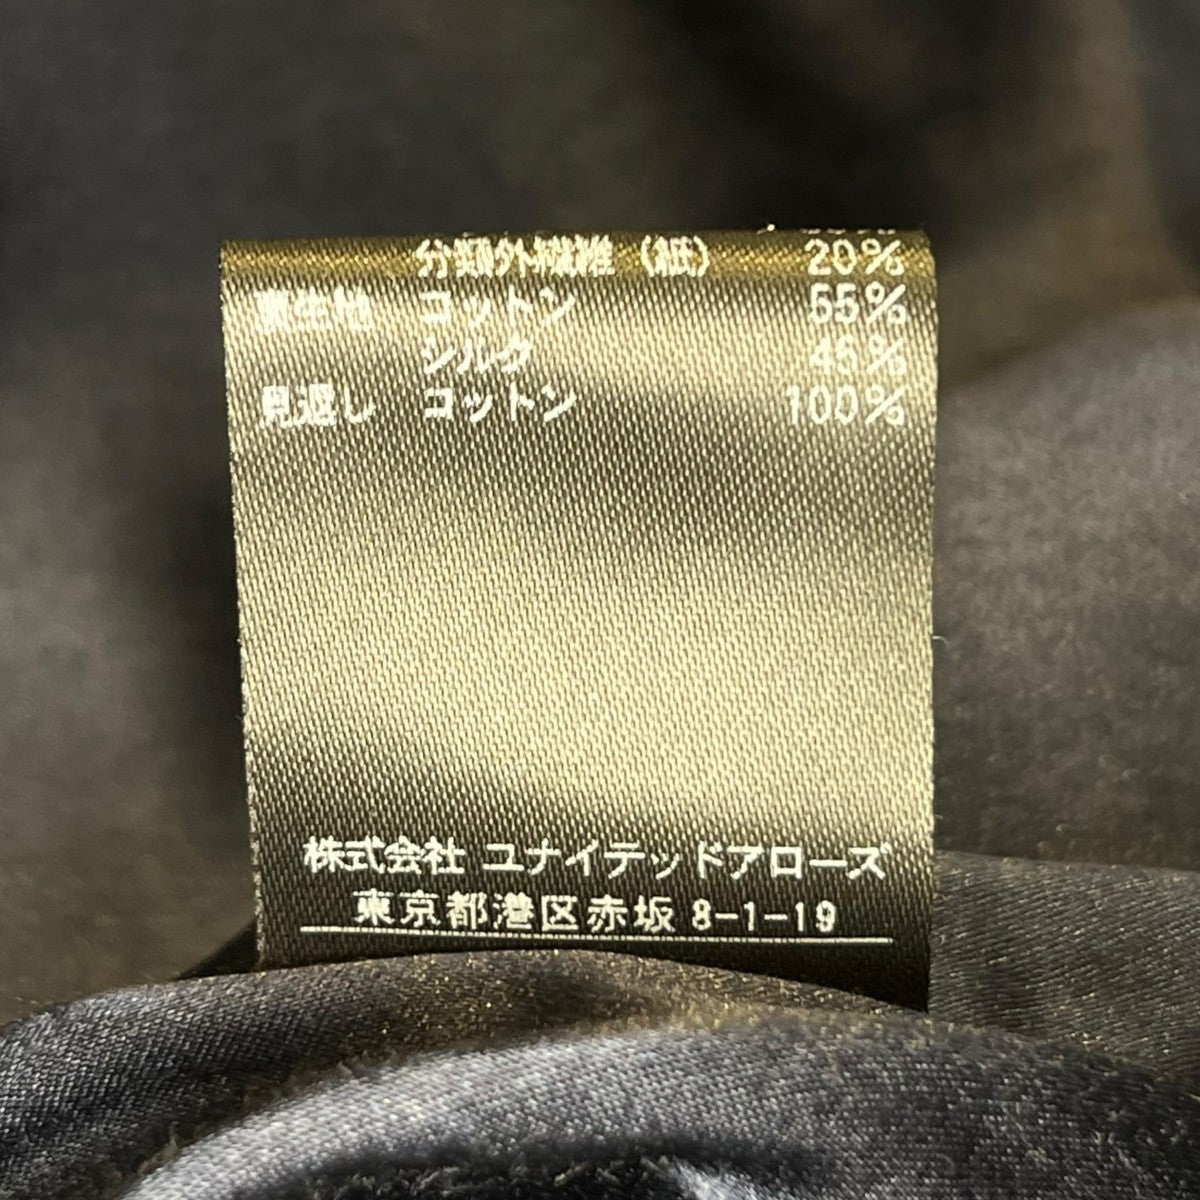 分類外繊維（紙） 20%
裏生地 コットン 55%
シルク 45%
見返し コットン 100%
株式会社 ユナイテッドアローズ
東京都港区赤坂 8-1-19